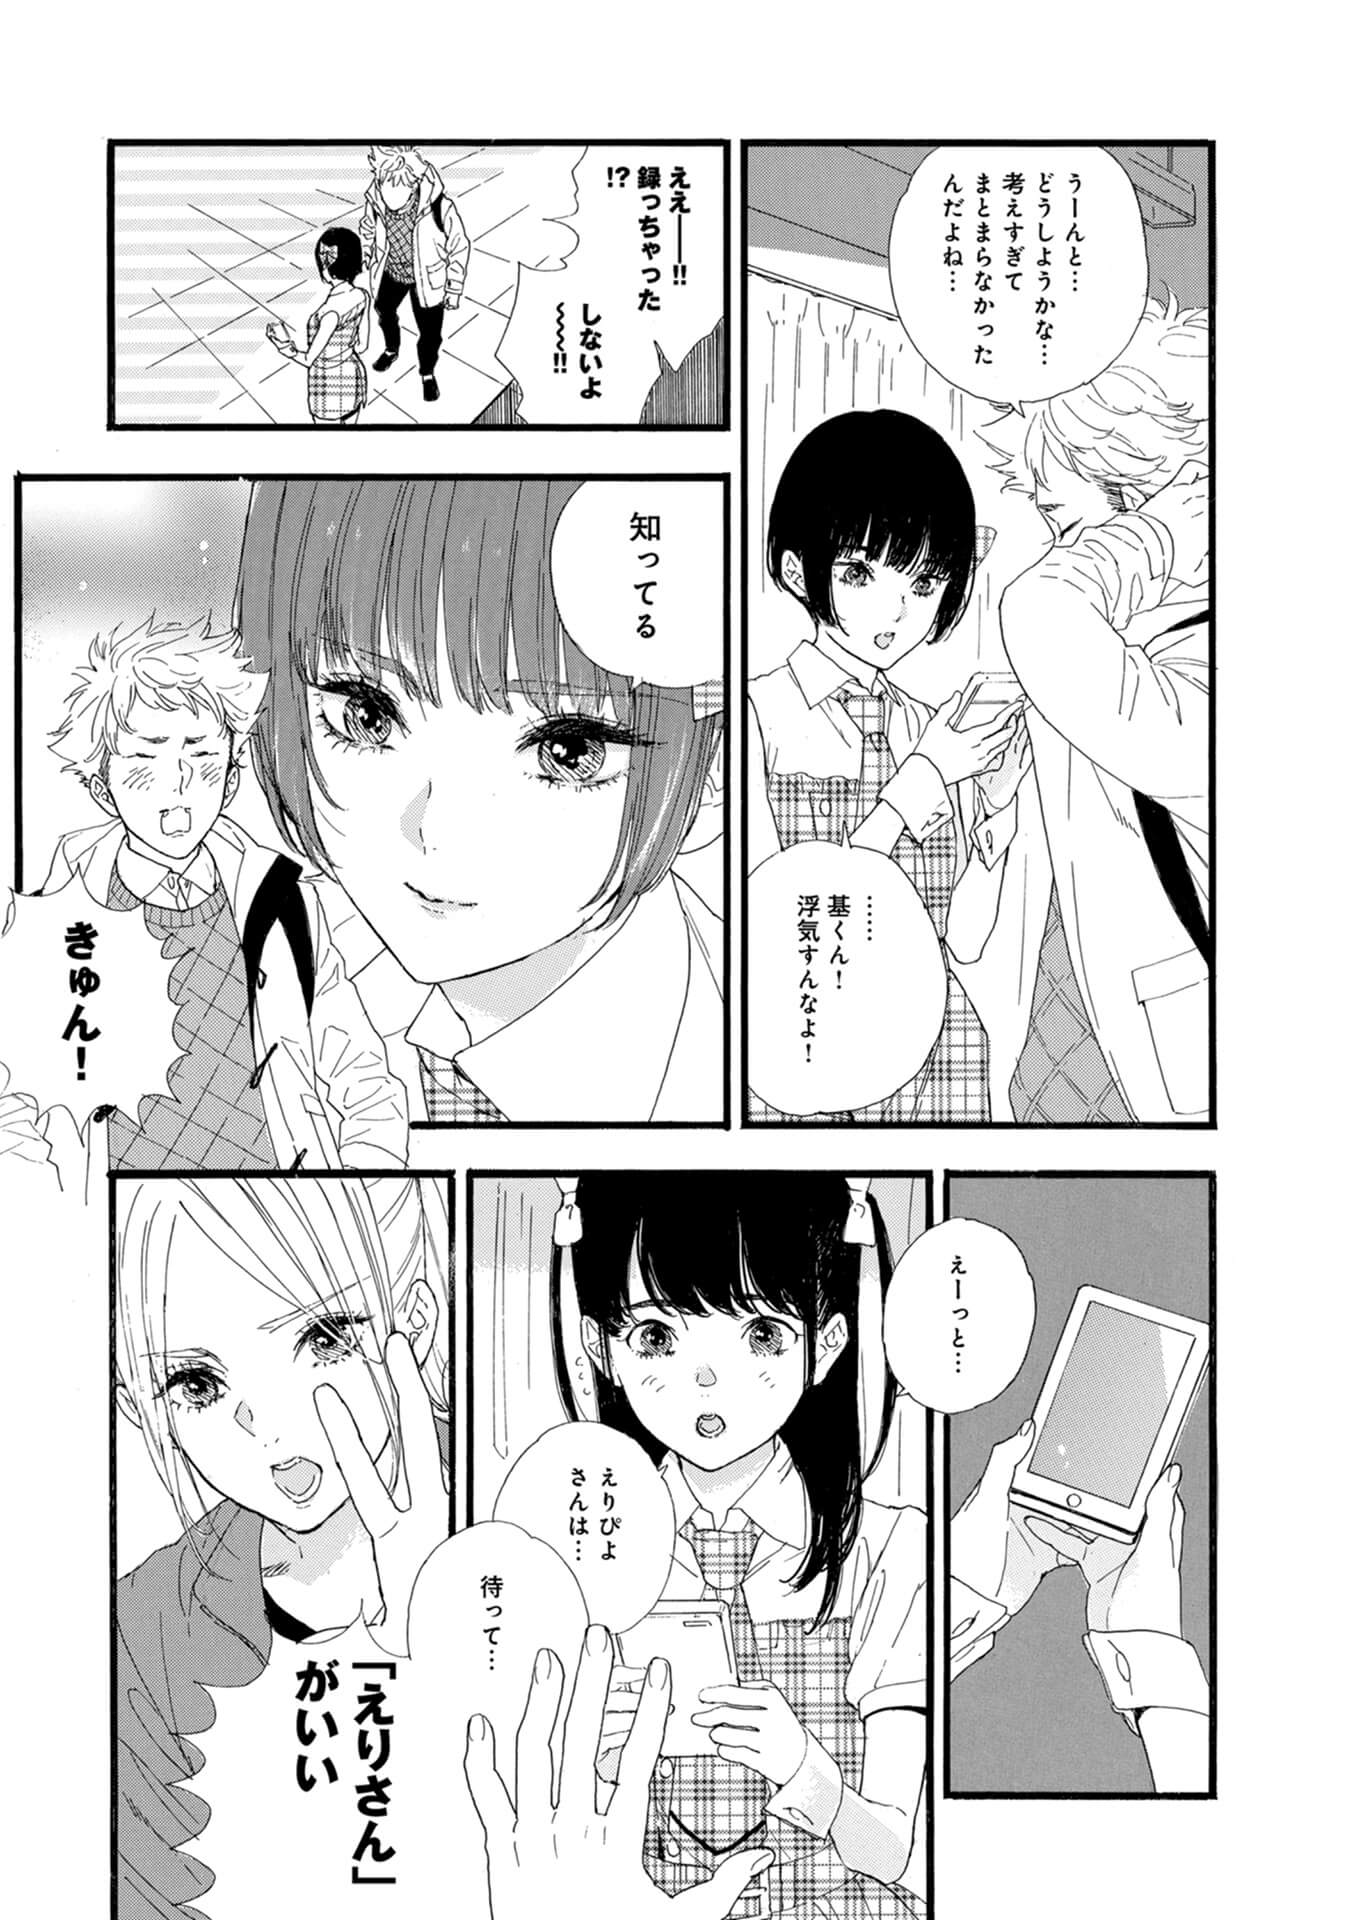 うーんと…
どうしようかな…
考えすぎて
まとまらなかった
んだよね…
……
基くん！
浮気すんなよ！
ええ――!!
録っちゃった
!?
しないよ
〜〜!!
知ってる
きゅん！
えーっと…
えりぴよ
さんは…
待って…
「えりさん」
がいい